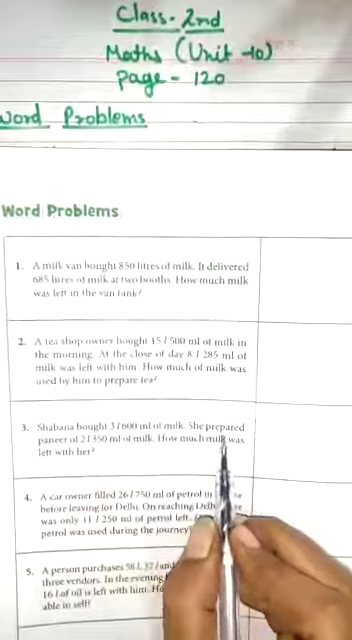 Class-2nd
Maths (Unit-10)
Page - 120
Word Problems
Word Problems
1. A milk van bought 850 litres of milk. It delivered
685 litres of milk at two booths. How much milk
was left in the van tank?
2. A tea shop owner bought 15 l 500 ml of milk in
the morning. At the close of day 8 l 285 ml of
milk was left with him. How much of milk was
used by him to prepare tea?
3. Shabana bought 3 l 600 ml of milk. She prepared
paneer of 2 l 350 ml of milk. How much milk was
left with her?
4. A car owner filled 26 l 750 ml of petrol in
before leaving for Delhi. On reaching Delh
was only 11 l 250 ml of petrol left.
petrol was used during the journey
5. A person purchases 58 l, 37 l and
three vendors. In the evening
16 l of oil is left with him. Ho
able to sell?